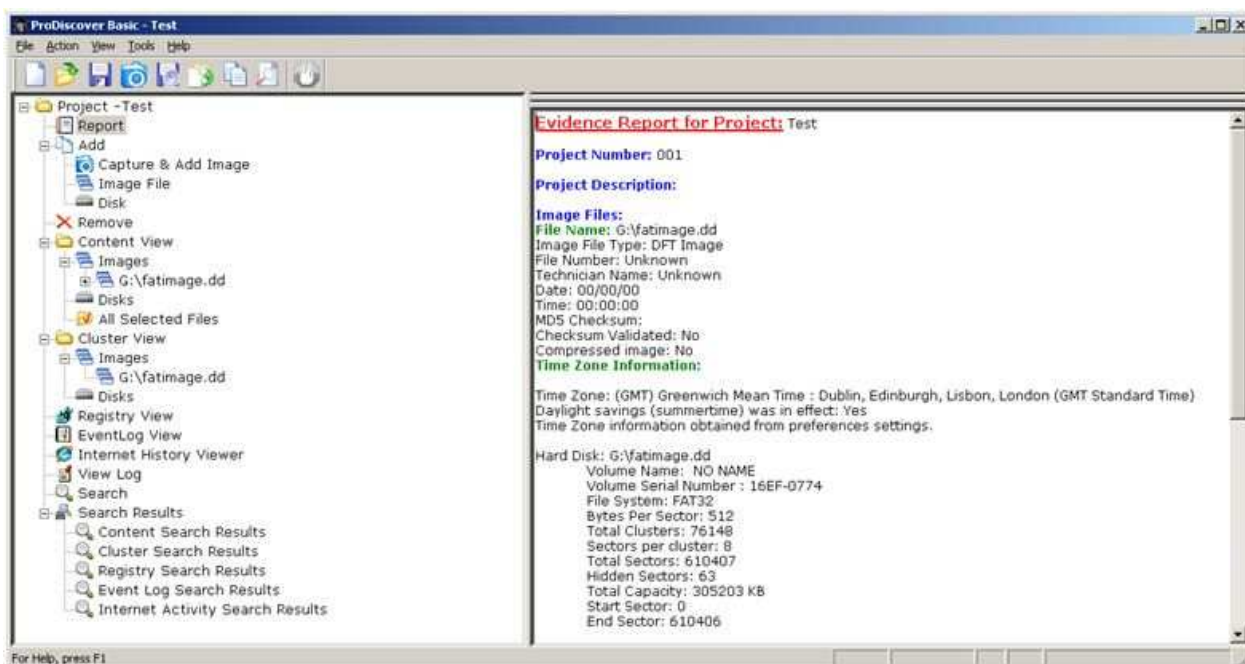 ProDiscover Basic - Test
File Action View Tools Help
Project -Test
Report
Add
Capture & Add Image
Image File
Disk
Remove
Content View
Images
G:\fatimage.dd
Disks
All Selected Files
Cluster View
Images
G:\fatimage.dd
Disks
Registry View
EventLog View
Internet History Viewer
View Log
Search
Search Results
Content Search Results
Cluster Search Results
Registry Search Results
Event Log Search Results
Internet Activity Search Results
Evidence Report for Project: Test
Project Number: 001
Project Description:
Image Files:
File Name: G:\fatimage.dd
Image File Type: DFT Image
File Number: Unknown
Technician Name: Unknown
Date: 00/00/00
Time: 00:00:00
MD5 Checksum:
Checksum Validated: No
Compressed image: No
Time Zone Information:
Time Zone: (GMT) Greenwich Mean Time : Dublin, Edinburgh, Lisbon, London (GMT Standard Time)
Daylight savings (summertime) was in effect: Yes
Time Zone information obtained from preferences settings.
Hard Disk: G:\fatimage.dd
Volume Name: NO NAME
Volume Serial Number : 16EF-0774
File System: FAT32
Bytes Per Sector: 512
Total Clusters: 76148
Sectors per cluster: 8
Total Sectors: 610407
Hidden Sectors: 63
Total Capacity: 305203 KB
Start Sector: 0
End Sector: 610406
For Help, press F1